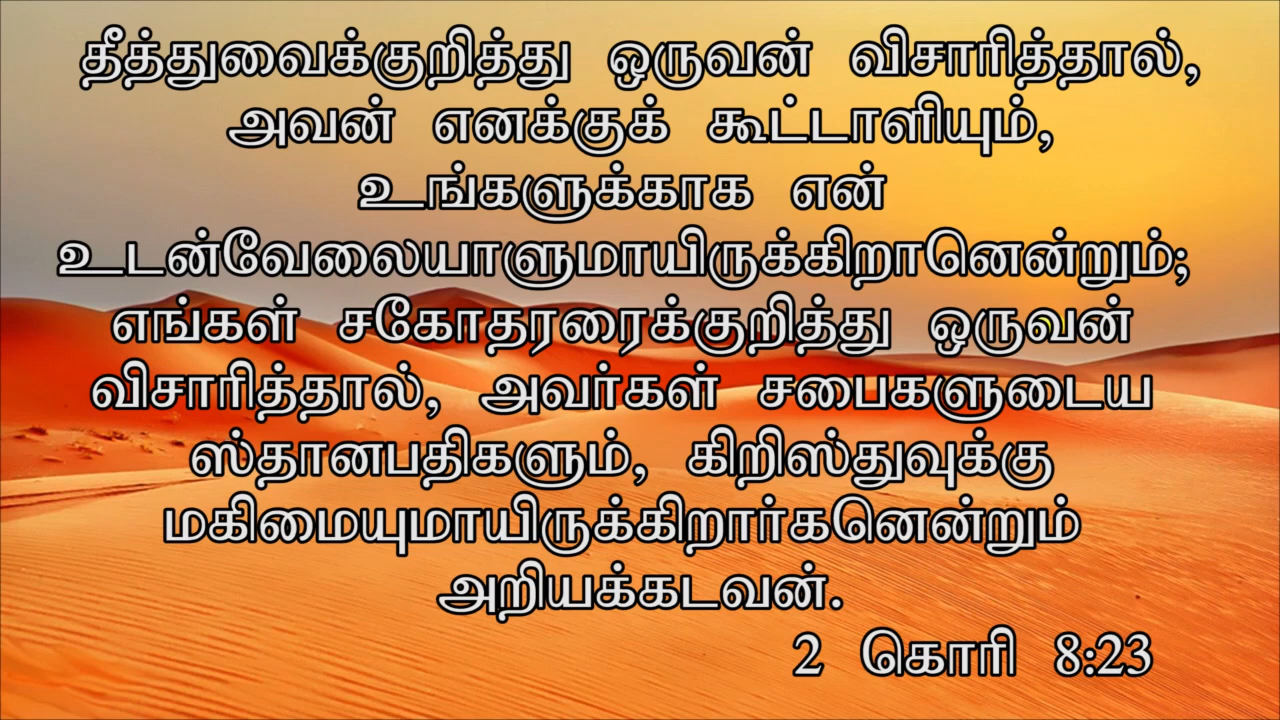 தீத்துவைக்குறித்து ஒருவன் விசாரித்தால்,
அவன் எனக்குக் கூட்டாளியும்,
உங்களுக்காக என்
உடன்வேலையாளுமாயிருக்கிறானென்றும்;
எங்கள் சகோதரரைக்குறித்து ஒருவன்
விசாரித்தால், அவர்கள் சபைகளுடைய
ஸ்தானபதிகளும், கிறிஸ்துவுக்கு
மகிமையுமாயிருக்கிறார்கனென்றும்
அறியக்கடவன்.
2 கொரி 8:23